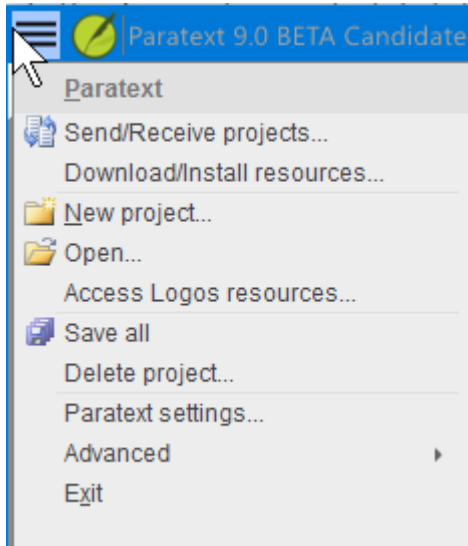 Paratext 9.0 BETA Candidate
Paratext
Send/Receive projects...
Download/Install resources...
New project...
Open...
Access Logos resources...
Save all
Delete project...
Paratext settings...
Advanced
Exit